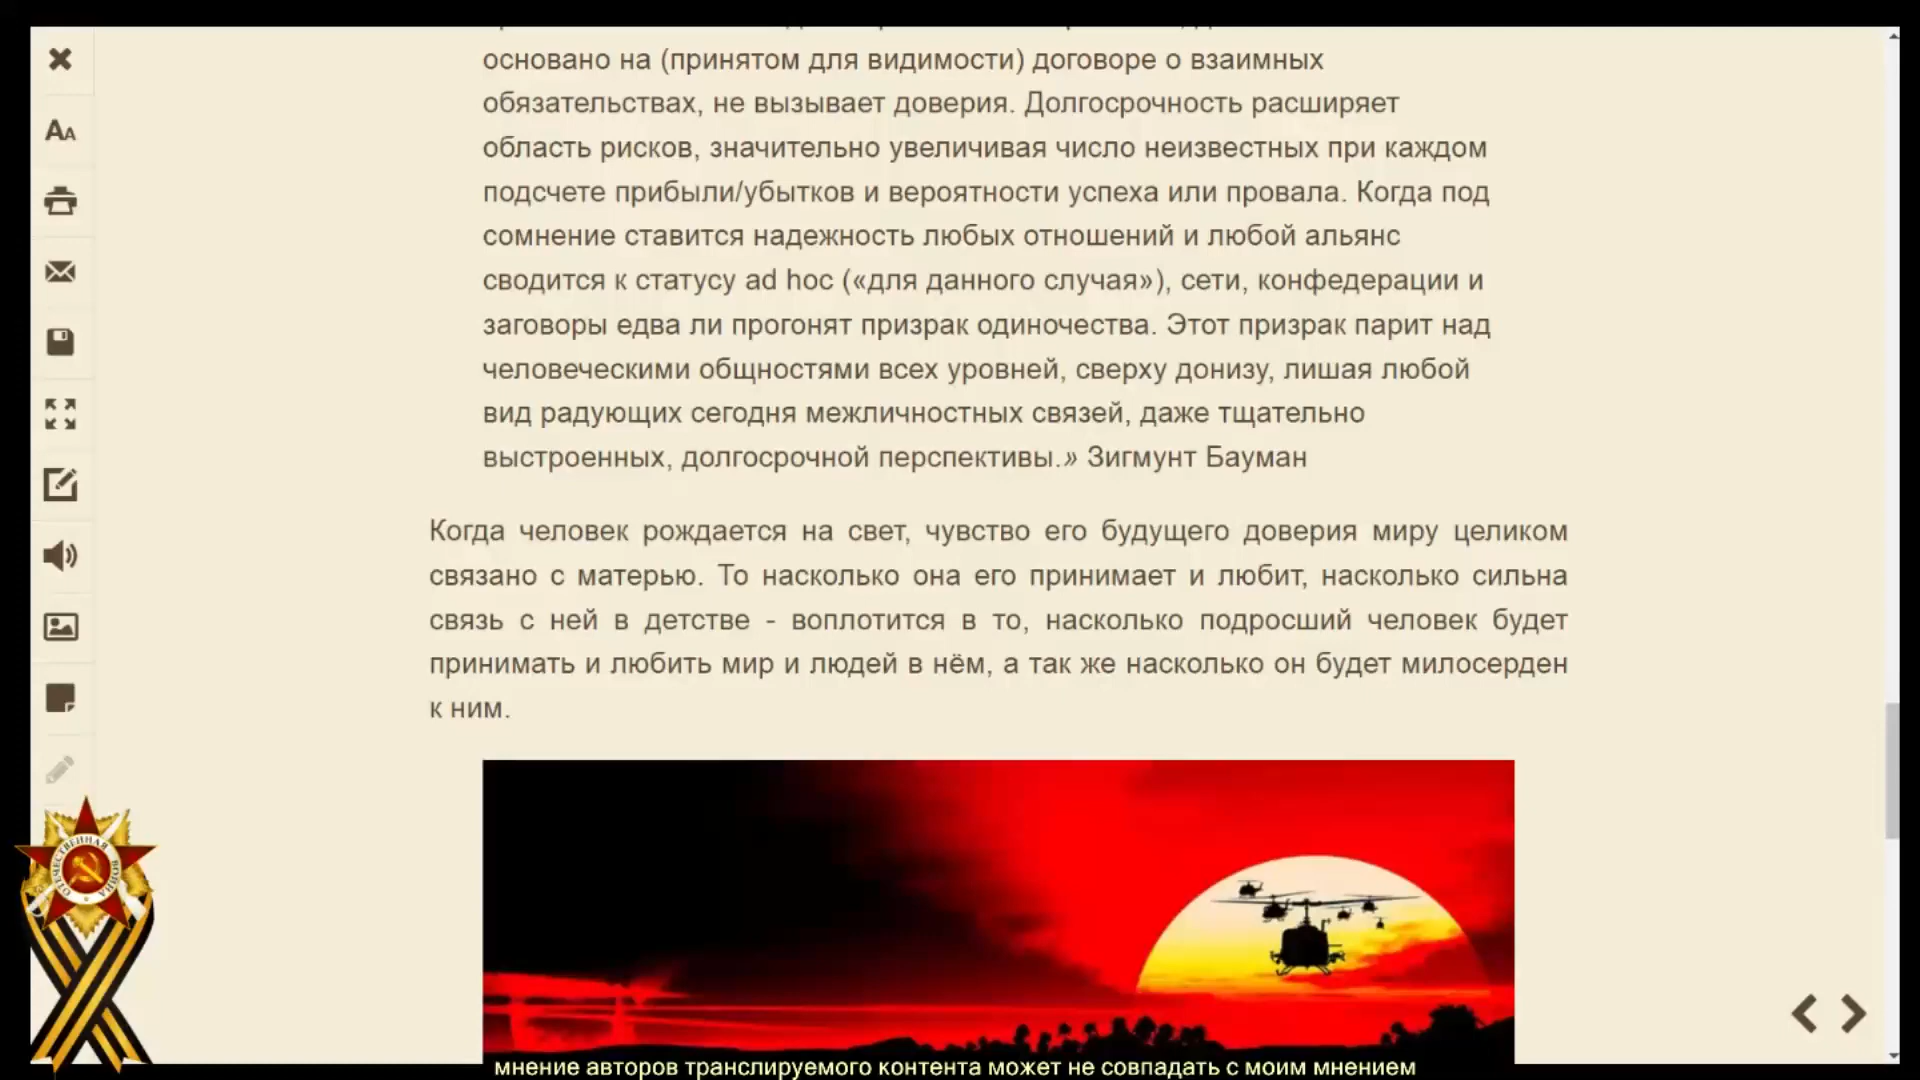 основано на (принятом для видимости) договоре о взаимных
обязательствах, не вызывает доверия. Долгосрочность расширяет
область рисков, значительно увеличивая число неизвестных при каждом
подсчете прибыли/убытков и вероятности успеха или провала. Когда под
сомнение ставится надежность любых отношений и любой альянс
сводится к статусу ad hoc («для данного случая»), сети, конфедерации и
заговоры едва ли прогонят призрак одиночества. Этот призрак парит над
человеческими общностями всех уровней, сверху донизу, лишая любой
вид радующих сегодня межличностных связей, даже тщательно
выстроенных, долгосрочной перспективы.» Зигмунт Бауман
Когда человек рождается на свет, чувство его будущего доверия миру целиком
связано с матерью. То насколько она его принимает и любит, насколько сильна
связь с ней в детстве - воплотится в то, насколько подросший человек будет
принимать и любить мир и людей в нём, а так же насколько он будет милосерден
к ним.
AA
ОТЕЧЕСТВЕННАЯ ВОЙНА
мнение авторов транслируемого контента может не совпадать с моим мнением